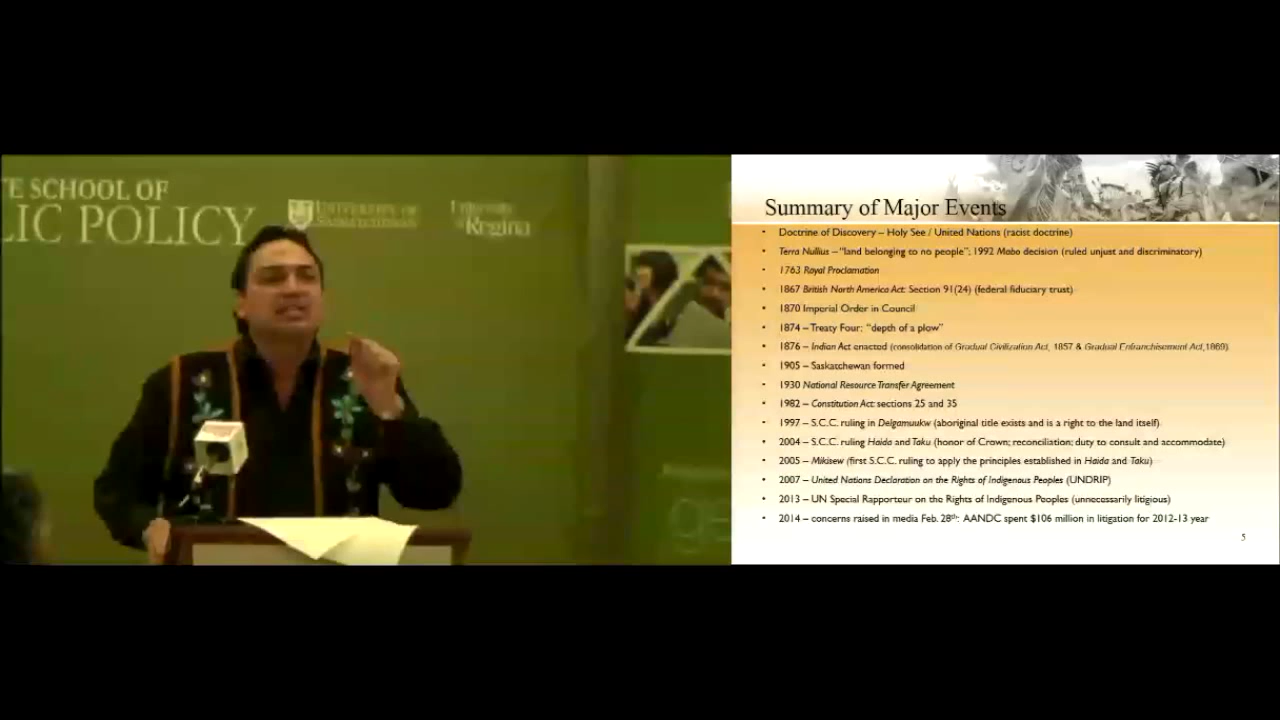 TE SCHOOL OF
LIC POLICY
UNIVERSITY OF
SASKATCHEWAN
University
of Regina
Summary of Major Events
• Doctrine of Discovery – Holy See / United Nations (racist doctrine)
• Terra Nullius – "land belonging to no people"; 1992 Mabo decision (ruled unjust and discriminatory)
• 1763 Royal Proclamation
• 1867 British North America Act: Section 91(24) (federal fiduciary trust)
• 1870 Imperial Order in Council
• 1874 – Treaty Four: "depth of a plow"
• 1876 – Indian Act enacted (consolidation of Gradual Civilization Act, 1857 & Gradual Enfranchisement Act,1869).
• 1905 – Saskatchewan formed
• 1930 National Resource Transfer Agreement
• 1982 – Constitution Act: sections 25 and 35
• 1997 – S.C.C. ruling in Delgamuukw (aboriginal title exists and is a right to the land itself).
• 2004 – S.C.C. ruling Haida and Taku (honor of Crown; reconciliation; duty to consult and accommodate)
• 2005 – Mikisew (first S.C.C. ruling to apply the principles established in Haida and Taku)
• 2007 – United Nations Declaration on the Rights of Indigenous Peoples (UNDRIP)
• 2013 – UN Special Rapporteur on the Rights of Indigenous Peoples (unnecessarily litigious)
• 2014 – concerns raised in media Feb. 28th: AANDC spent $106 million in litigation for 2012-13 year
5